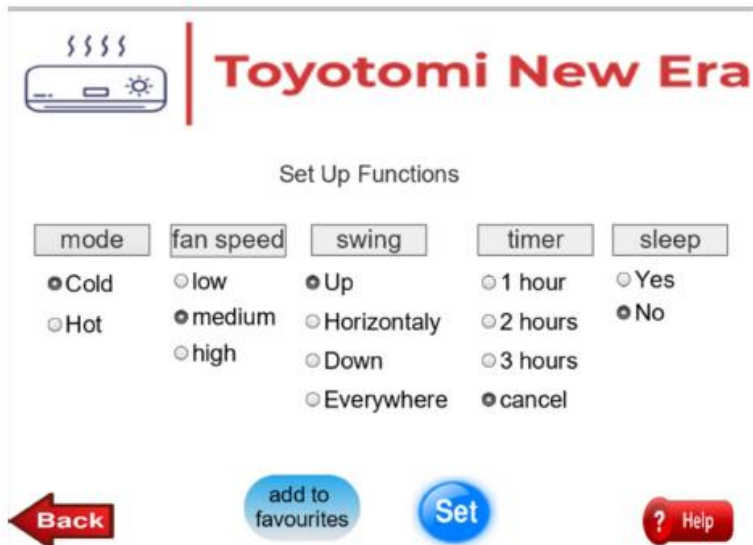 Toyotomi New Era
Set Up Functions
mode
Cold
Hot
fan speed
low
medium
high
swing
Up
Horizontaly
Down
Everywhere
timer
1 hour
2 hours
3 hours
cancel
sleep
Yes
No
Back
add to
favourites
Set
? Help